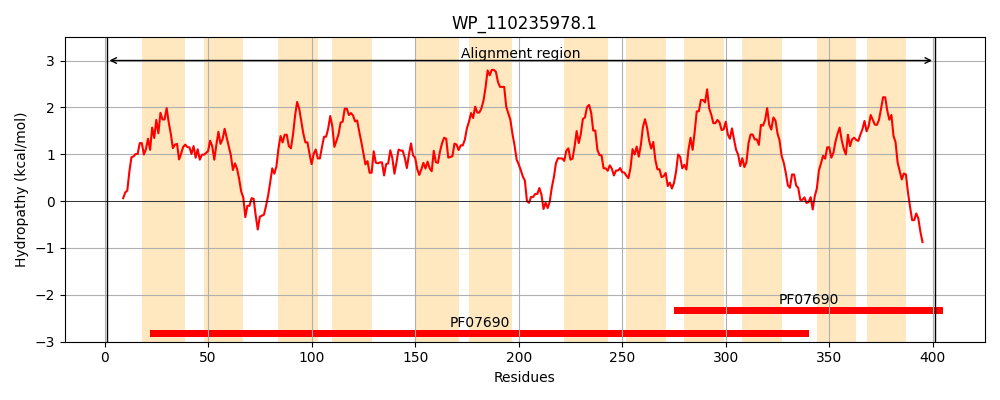 WP_110235978.1
Alignment region
Hydropathy (kcal/mol)
3
2
1
0
−1
−2
−3
PF07690
PF07690
0 50 100 150 200 250 300 350 400
Residues